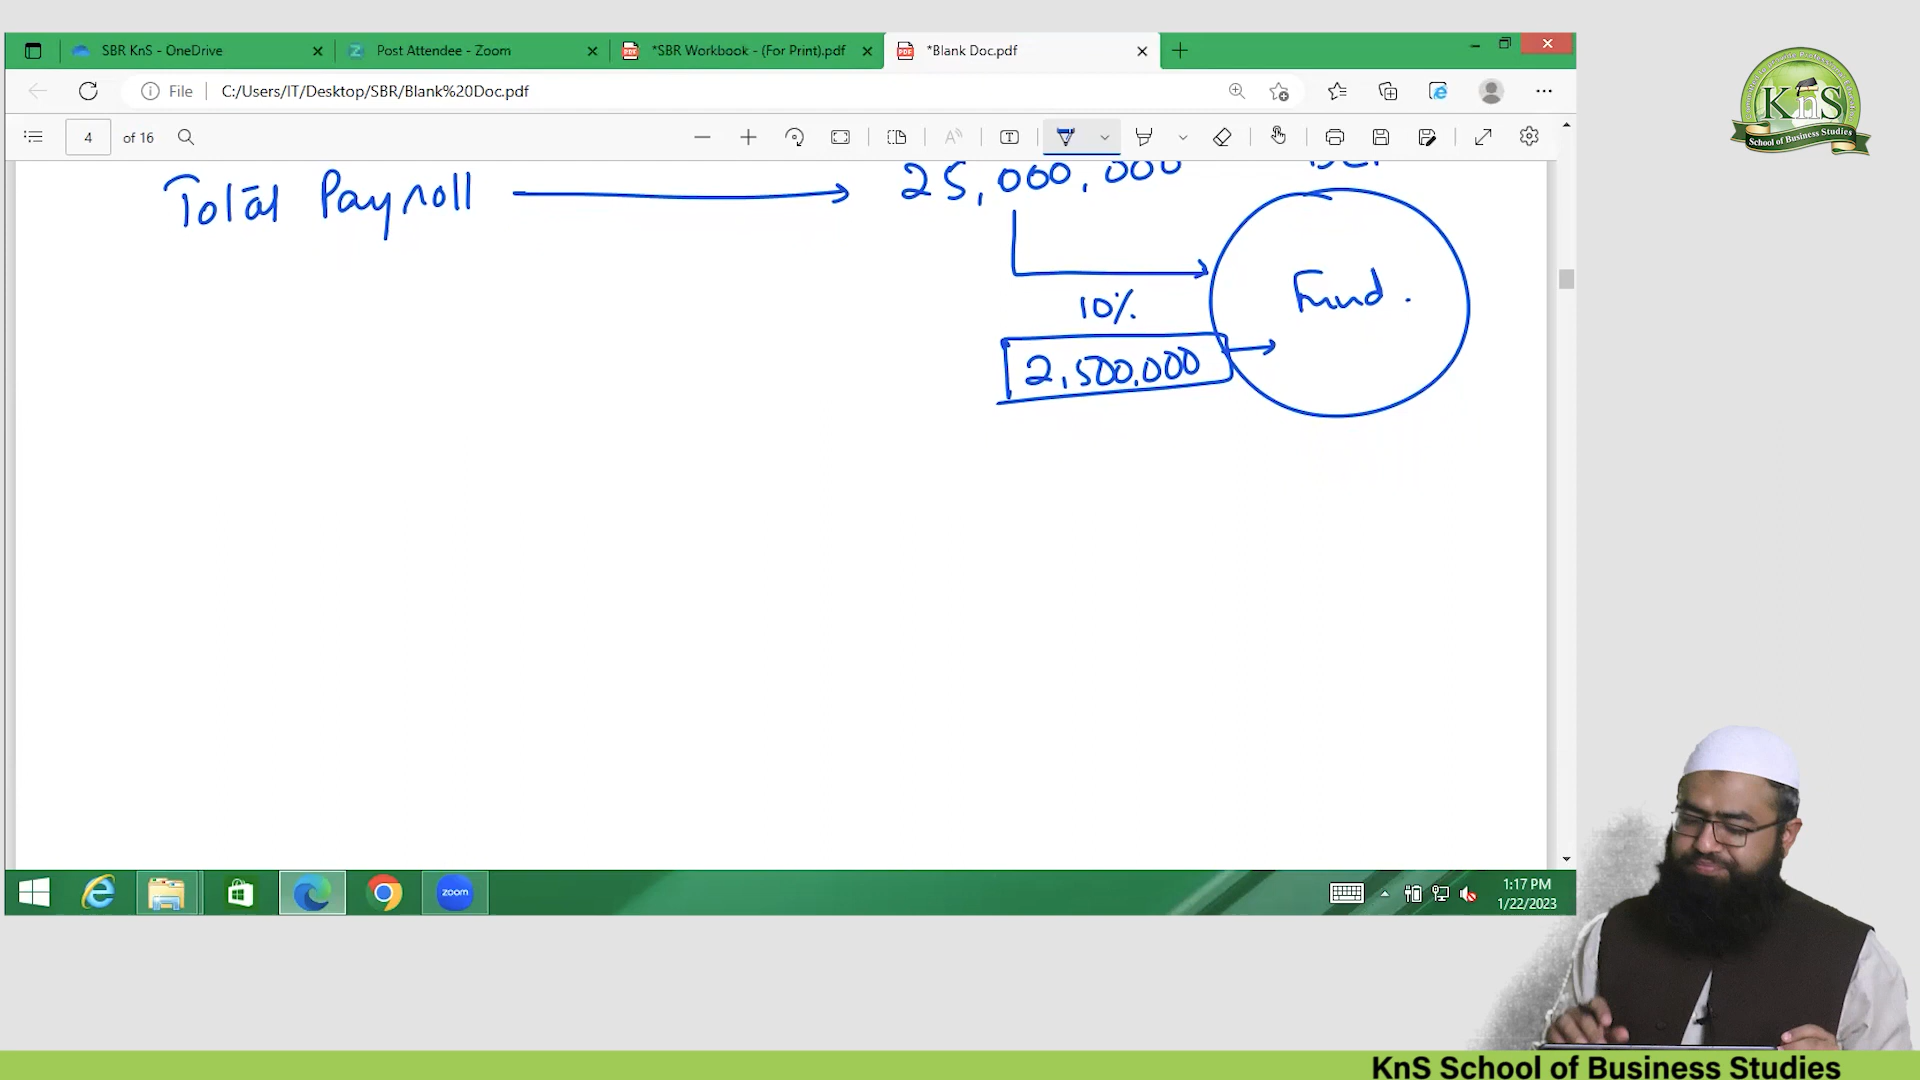 SBR KnS - OneDrive
Post Attendee - Zoom
*SBR Workbook - (For Print).pdf
*Blank Doc.pdf
File
C:/Users/IT/Desktop/SBR/Blank%20Doc.pdf
4 of 16
Total Payroll
25,000,000
10%
Fund.
2,500,000
zoom
1:17 PM
1/22/2023
KnS
School of Business Studies
KnS School of Business Studies